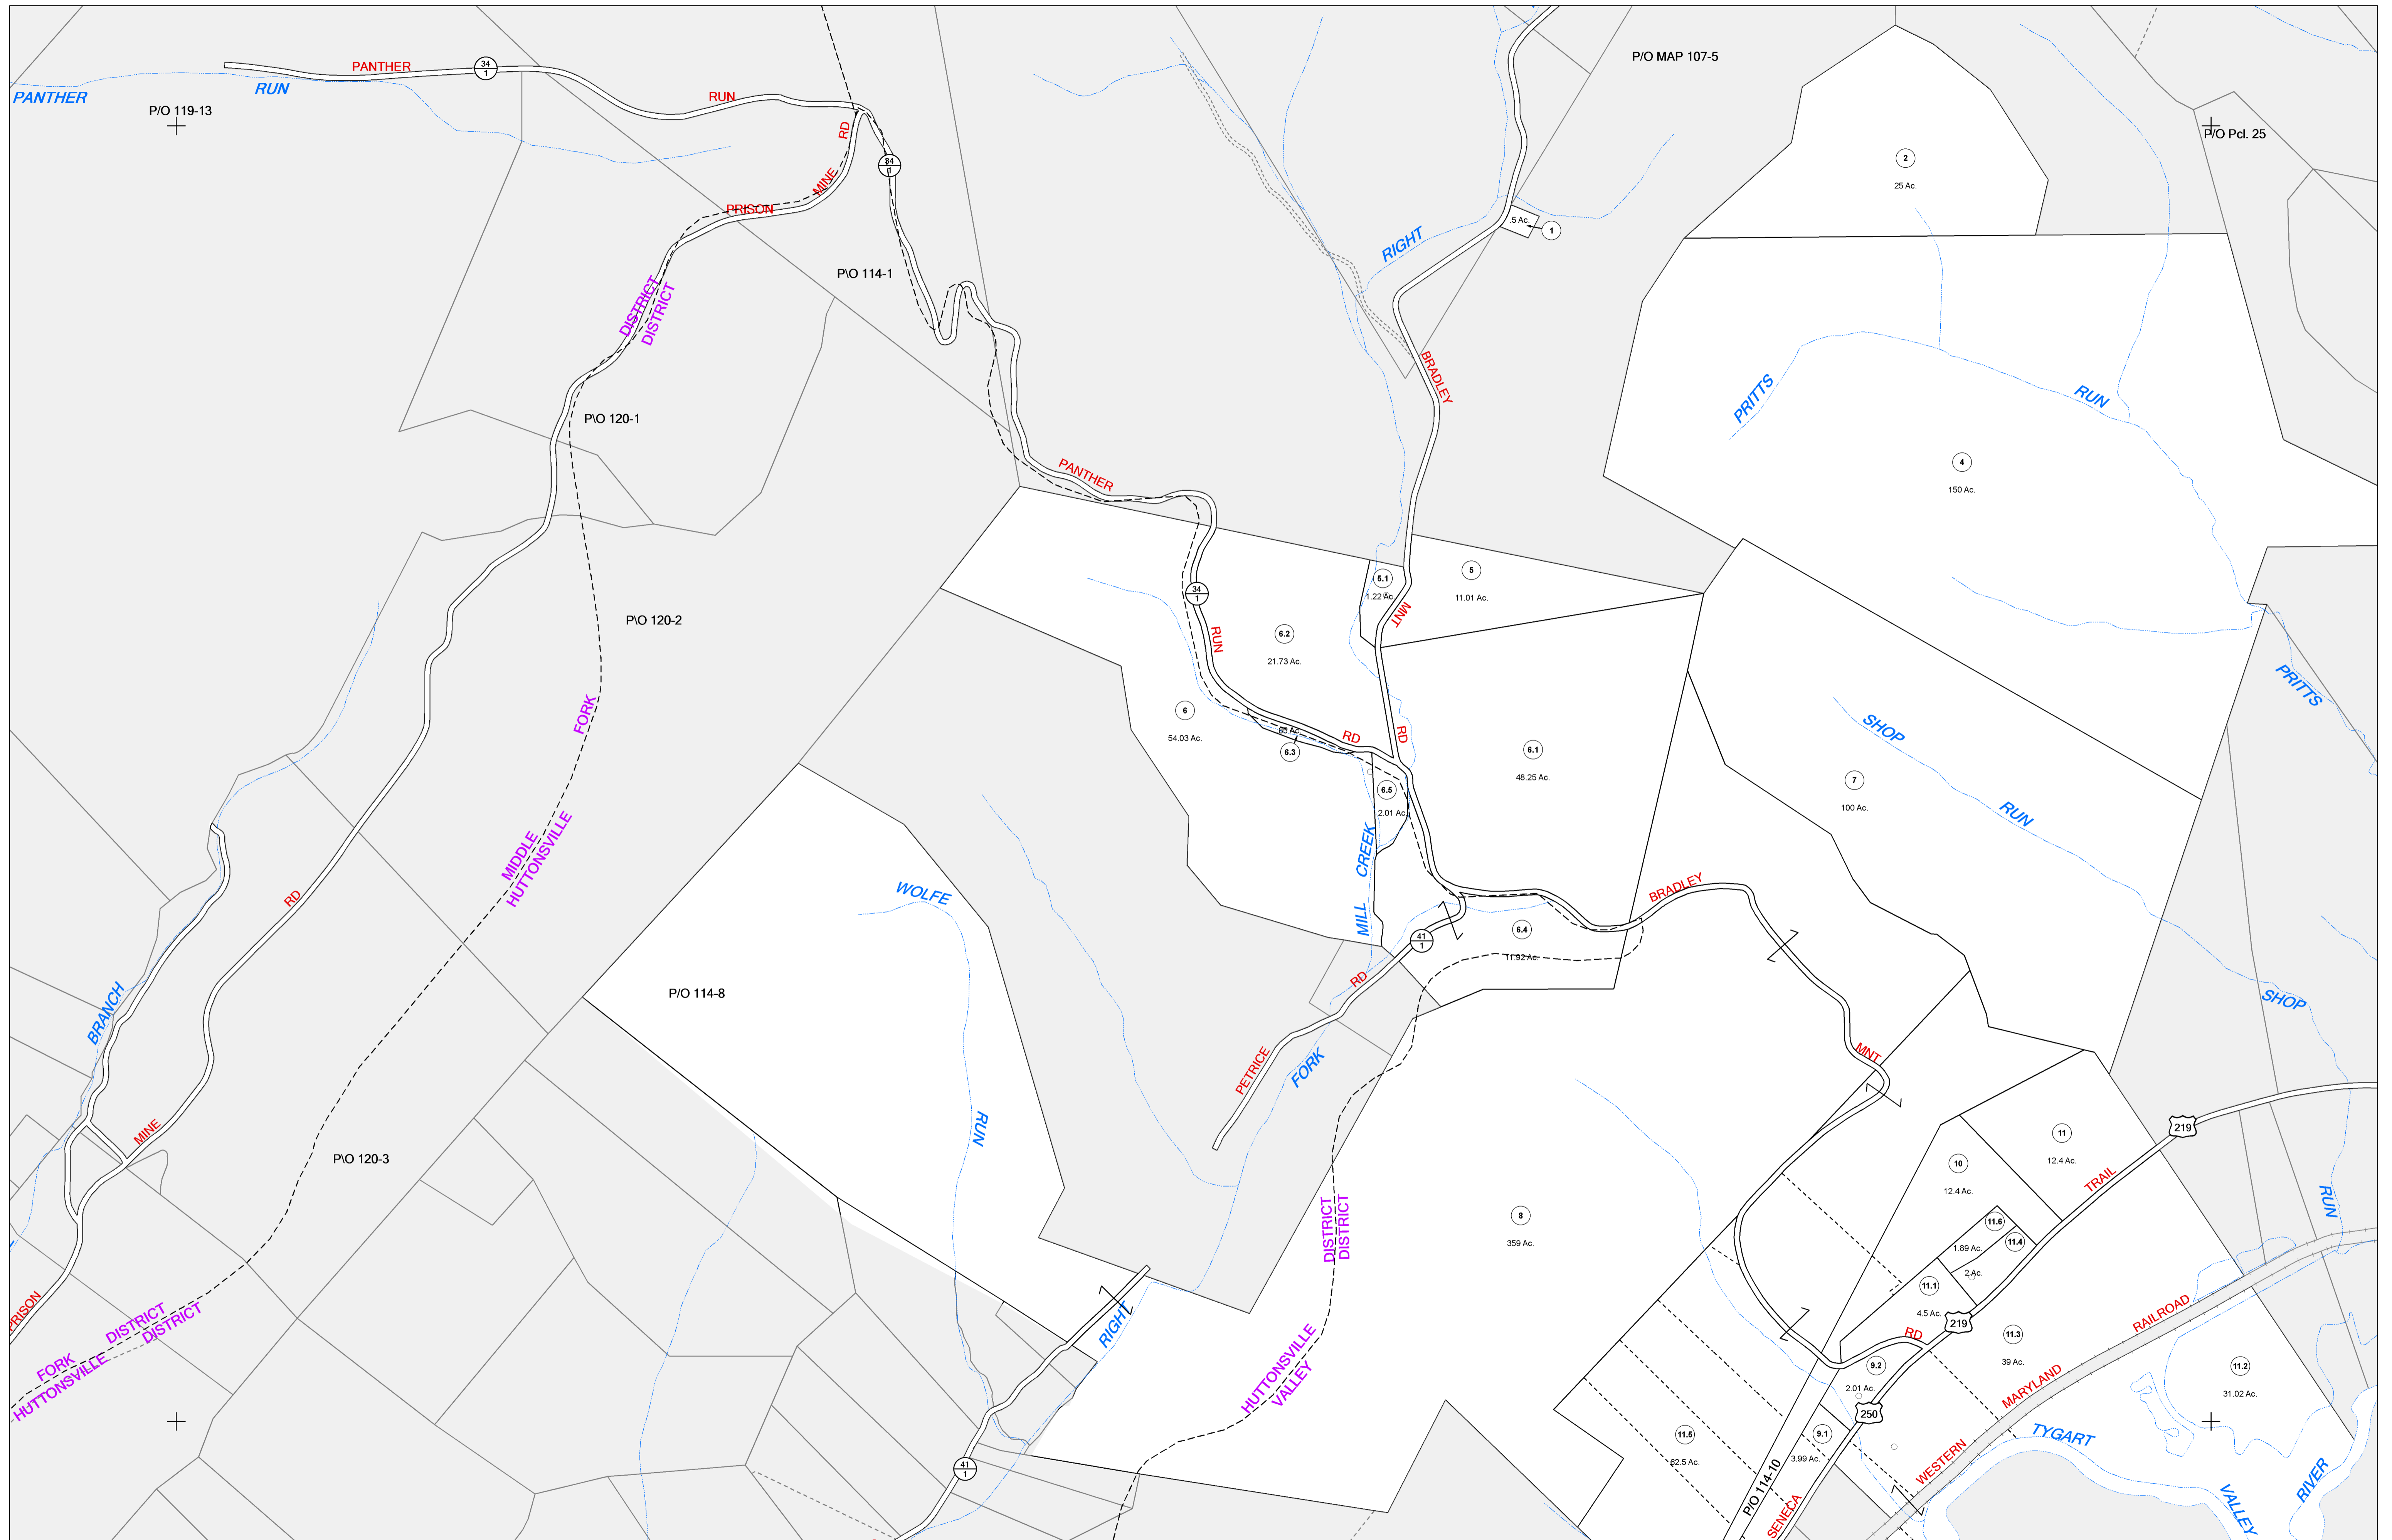 P/O MAP 107-5
PANTHER
34
1
PANTHER
RUN
RUN
P/O 119-13
RD
P/O Pcl. 25
2
25 Ac.
84
1
MINE
PRISON
.5 Ac.
1
RIGHT
P\O 114-1
DISTRICT
DISTRICT
BRADLEY
PRITTS
RUN
P\O 120-1
PANTHER
4
150 Ac.
5.1
1.22 Ac.
5
11.01 Ac.
34
1
MNT
P\O 120-2
RUN
6.2
21.73 Ac.
PRITTS
FORK
6
54.03 Ac.
RD
RD
6.3
6.1
48.25 Ac.
SHOP
RUN
7
100 Ac.
6.5
2.01 Ac.
MIDDLE
HUTTONSVILLE
CREEK
MILL
WOLFE
RD
BRADLEY
6.4
11.92 Ac.
41
1
RD
P/O 114-8
BRANCH
SHOP
PETRICE
FORK
MNT
RUN
MINE
P\O 120-3
219
11
12.4 Ac.
10
12.4 Ac.
TRAIL
RUN
DISTRICT
DISTRICT
8
359 Ac.
11.6
1.89 Ac.
11.4
2 Ac.
11.1
4.5 Ac.
PRISON
DISTRICT
DISTRICT
RIGHT
219
RD
11.3
39 Ac.
RAILROAD
FORK
HUTTONSVILLE
HUTTONSVILLE
VALLEY
9.2
2.01 Ac.
MARYLAND
11.2
31.02 Ac.
250
11.5
62.5 Ac.
9.1
3.99 Ac.
TYGART
WESTERN
41
1
P/O 114-10
SENECA
VALLEY
RIVER